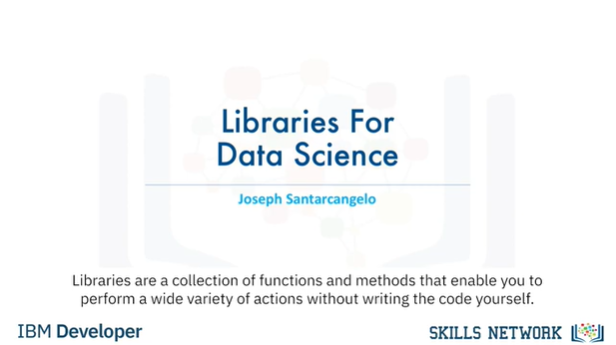 Libraries For
Data Science
Joseph Santarcangelo
Libraries are a collection of functions and methods that enable you to
perform a wide variety of actions without writing the code yourself.
IBM Developer
SKILLS NETWORK